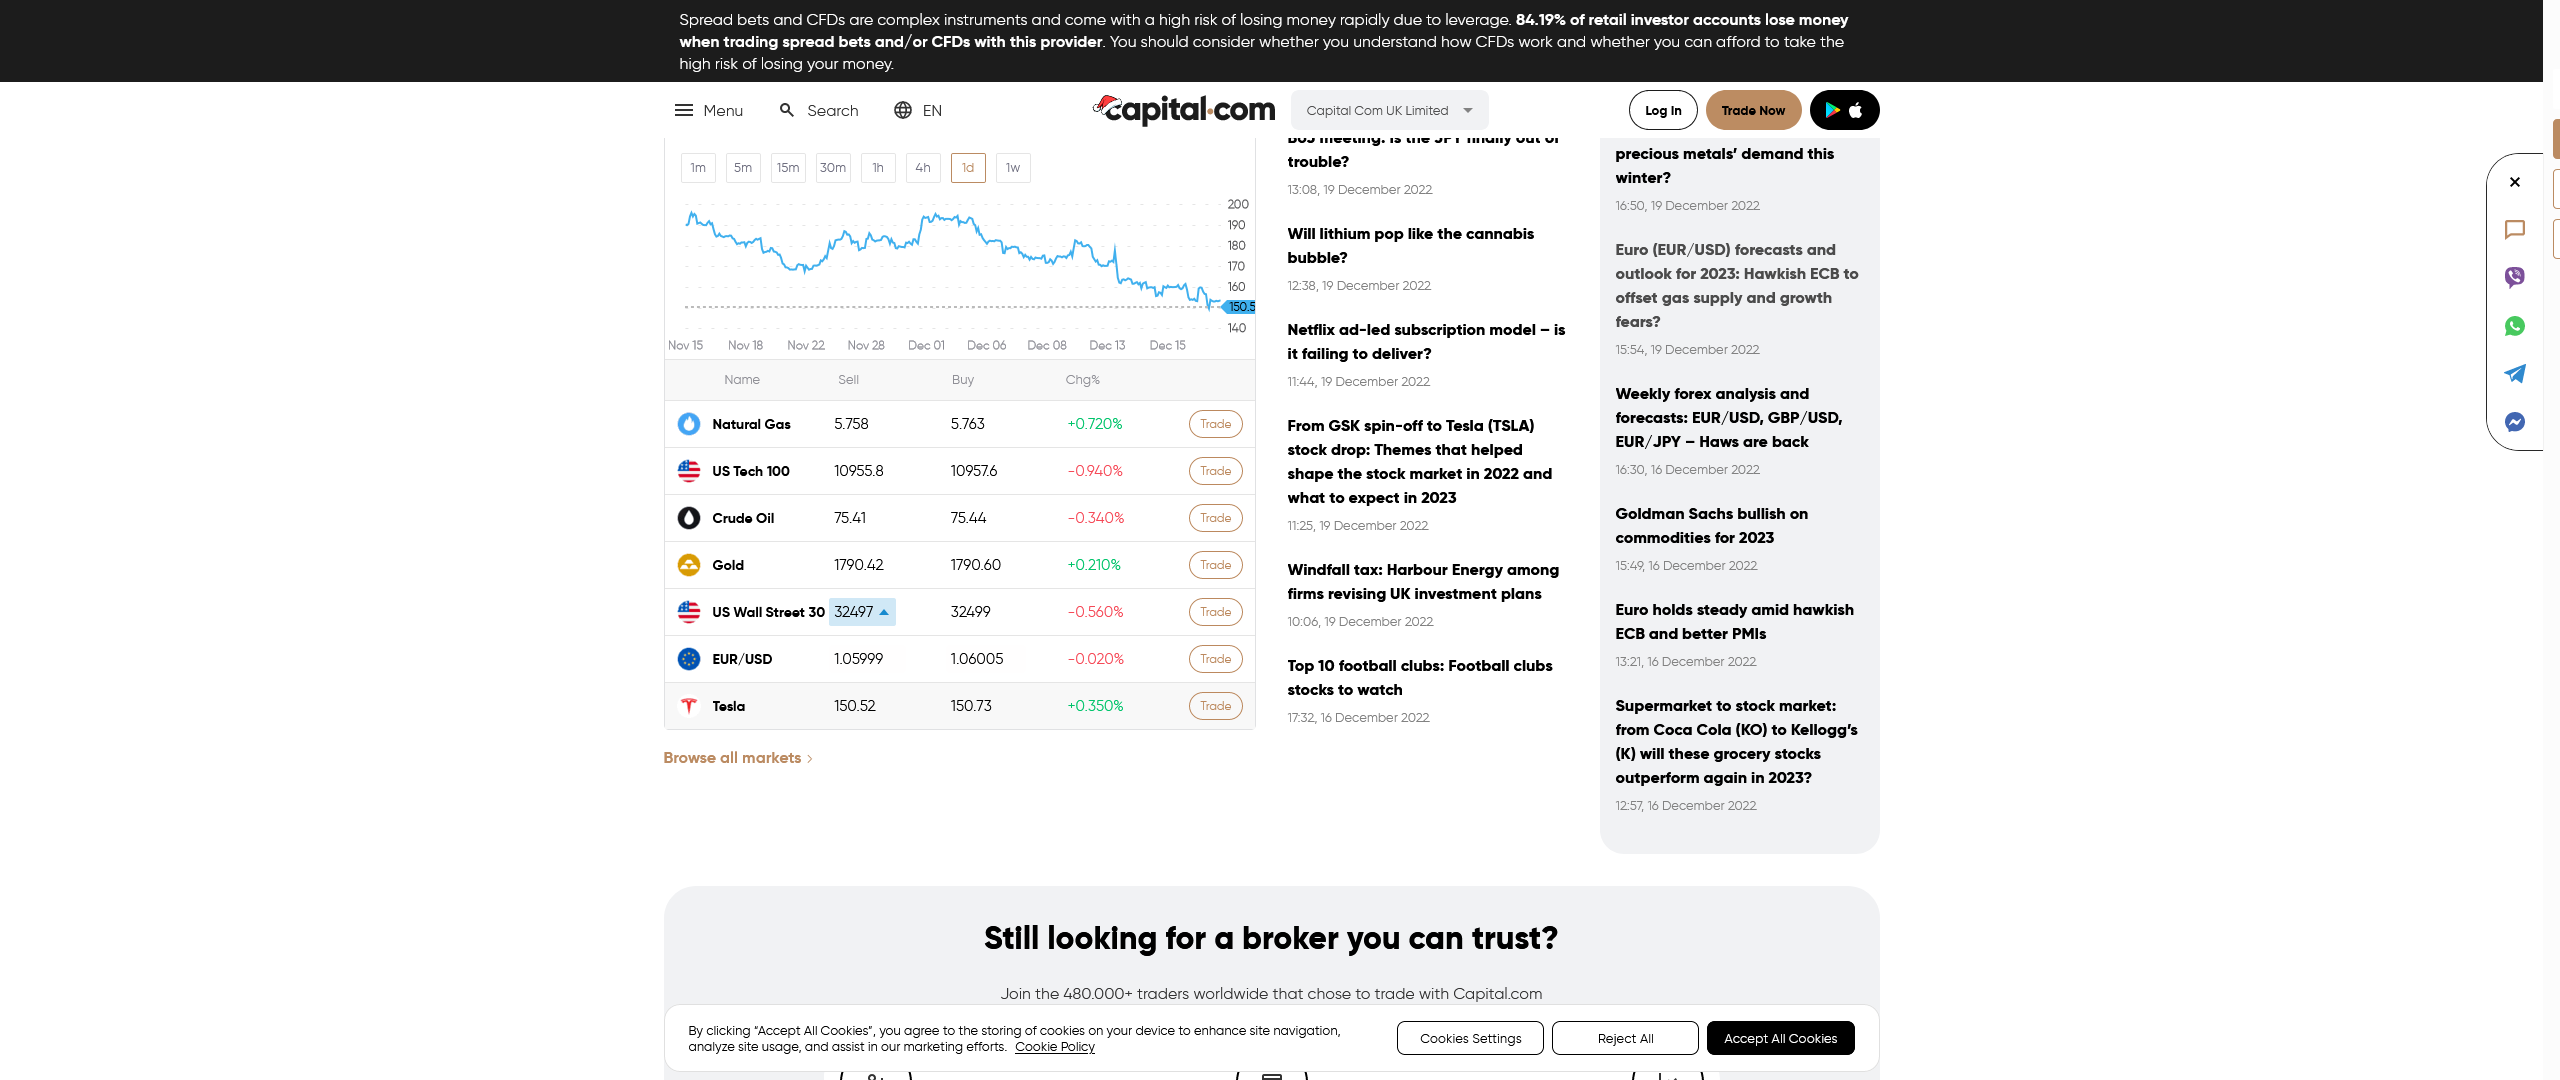 Spread bets and CFDs are complex instruments and come with a high risk of losing money rapidly due to leverage. 84.19% of retail investor accounts lose money
when trading spread bets and/or CFDs with this provider. You should consider whether you understand how CFDs work and whether you can afford to take the
high risk of losing your money.
Menu
Search
EN
capital.com
Capital Com UK Limited
Log In
Trade Now
1m 5m 15m 30m 1h 4h 1d 1w
200
190
180
170
160
150.5
140
Nov 15 Nov 18 Nov 22 Nov 28 Dec 01 Dec 06 Dec 08 Dec 13 Dec 15
Name Sell Buy Chg%
Natural Gas 5.758 5.763 +0.720% Trade
US Tech 100 10955.8 10957.6 -0.940% Trade
Crude Oil 75.41 75.44 -0.340% Trade
Gold 1790.42 1790.60 +0.210% Trade
US Wall Street 30 32497 32499 -0.560% Trade
EUR/USD 1.05999 1.06005 -0.020% Trade
Tesla 150.52 150.73 +0.350% Trade
Browse all markets
BoJ meeting: Is the JPY finally out of
trouble?
13:08, 19 December 2022
Will lithium pop like the cannabis
bubble?
12:38, 19 December 2022
Netflix ad-led subscription model – is
it failing to deliver?
11:44, 19 December 2022
From GSK spin-off to Tesla (TSLA)
stock drop: Themes that helped
shape the stock market in 2022 and
what to expect in 2023
11:25, 19 December 2022
Windfall tax: Harbour Energy among
firms revising UK investment plans
10:06, 19 December 2022
Top 10 football clubs: Football clubs
stocks to watch
17:32, 16 December 2022
precious metals’ demand this
winter?
16:50, 19 December 2022
Euro (EUR/USD) forecasts and
outlook for 2023: Hawkish ECB to
offset gas supply and growth
fears?
15:54, 19 December 2022
Weekly forex analysis and
forecasts: EUR/USD, GBP/USD,
EUR/JPY – Haws are back
16:30, 16 December 2022
Goldman Sachs bullish on
commodities for 2023
15:49, 16 December 2022
Euro holds steady amid hawkish
ECB and better PMIs
13:21, 16 December 2022
Supermarket to stock market:
from Coca Cola (KO) to Kellogg’s
(K) will these grocery stocks
outperform again in 2023?
12:57, 16 December 2022
Still looking for a broker you can trust?
Join the 480.000+ traders worldwide that chose to trade with Capital.com
By clicking “Accept All Cookies”, you agree to the storing of cookies on your device to enhance site navigation,
analyze site usage, and assist in our marketing efforts. Cookie Policy
Cookies Settings
Reject All
Accept All Cookies